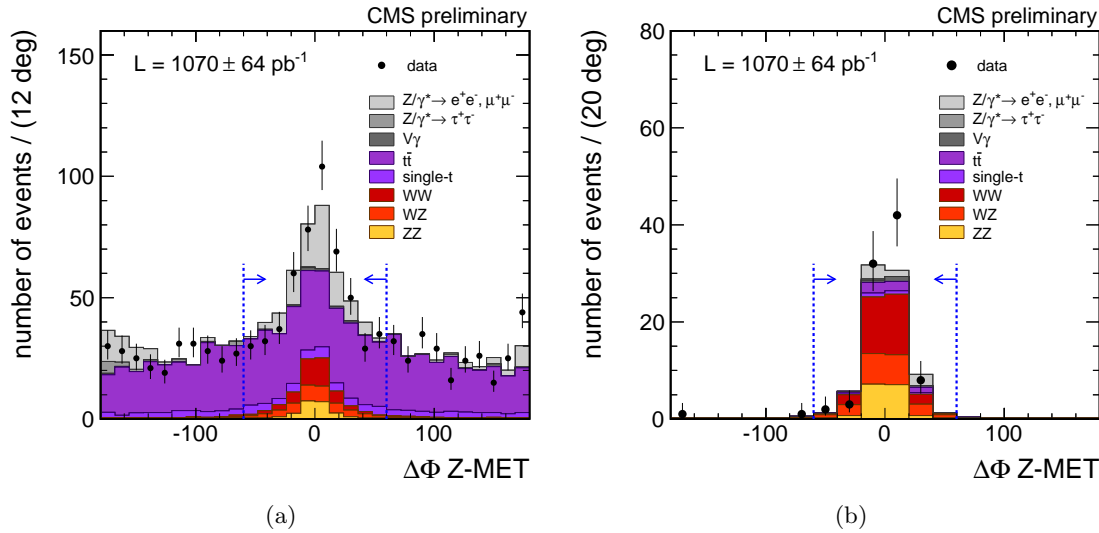 CMS preliminary
number of events / (12 deg)
L = 1070 ± 64 pb⁻¹
data
Z/γ*→ e⁺e⁻, μ⁺μ⁻
Z/γ*→ τ⁺τ⁻
Vγ
tt̄
single-t
WW
WZ
ZZ
150
100
50
0
-100
0
100
ΔΦ Z-MET
(a)
CMS preliminary
number of events / (20 deg)
L = 1070 ± 64 pb⁻¹
data
Z/γ*→ e⁺e⁻, μ⁺μ⁻
Z/γ*→ τ⁺τ⁻
Vγ
tt̄
single-t
WW
WZ
ZZ
80
60
40
20
0
-100
0
100
ΔΦ Z-MET
(b)